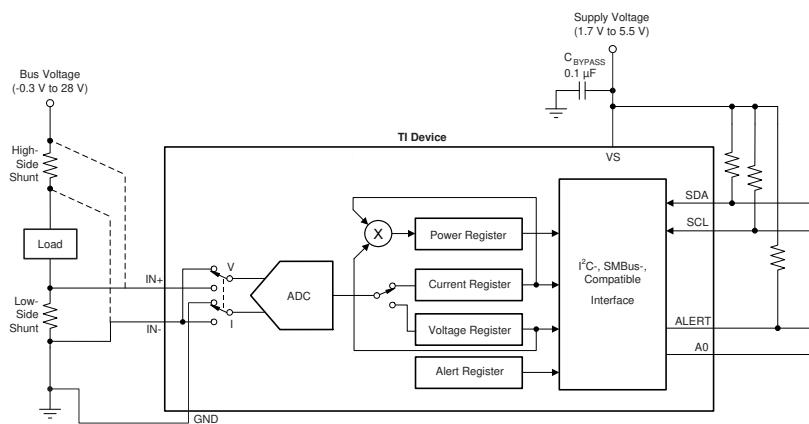 Supply Voltage
(1.7 V to 5.5 V)
C BYPASS
0.1 µF
Bus Voltage
(-0.3 V to 28 V)
TI Device
VS
High-
Side
Shunt
SDA
SCL
X
Power Register
Load
I²C-, SMBus-,
Compatible
Interface
IN+
V
ADC
Current Register
Low-
Side
Shunt
IN-
I
Voltage Register
ALERT
A0
Alert Register
GND